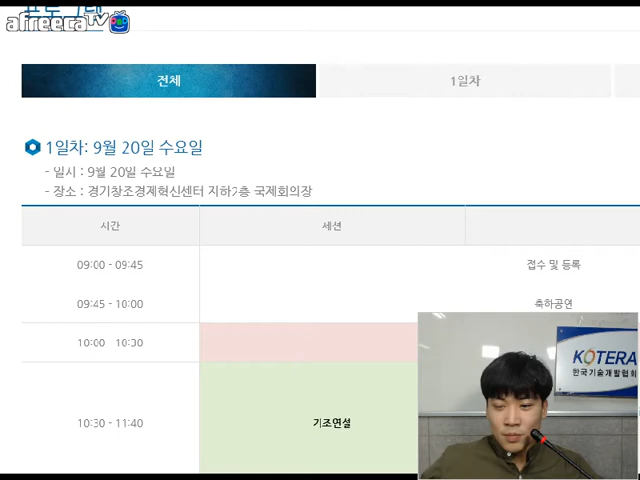 프로그램
afreecaTV
전체
1일차
1일차: 9월 20일 수요일
- 일시 : 9월 20일 수요일
- 장소 : 경기창조경제혁신센터 지하2층 국제회의장
시간
세션
09:00 - 09:45
접수 및 등록
09:45 - 10:00
축하공연
10:00 10:30
10:30 - 11:40
기조연설
KOTERA
한국기술개발협회